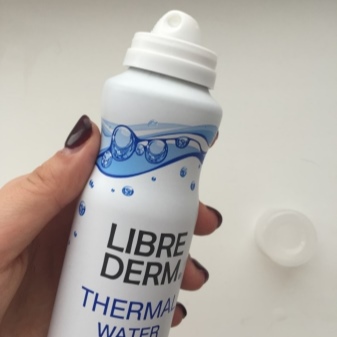 LIBRE
DERM.
THERMAL
WATER